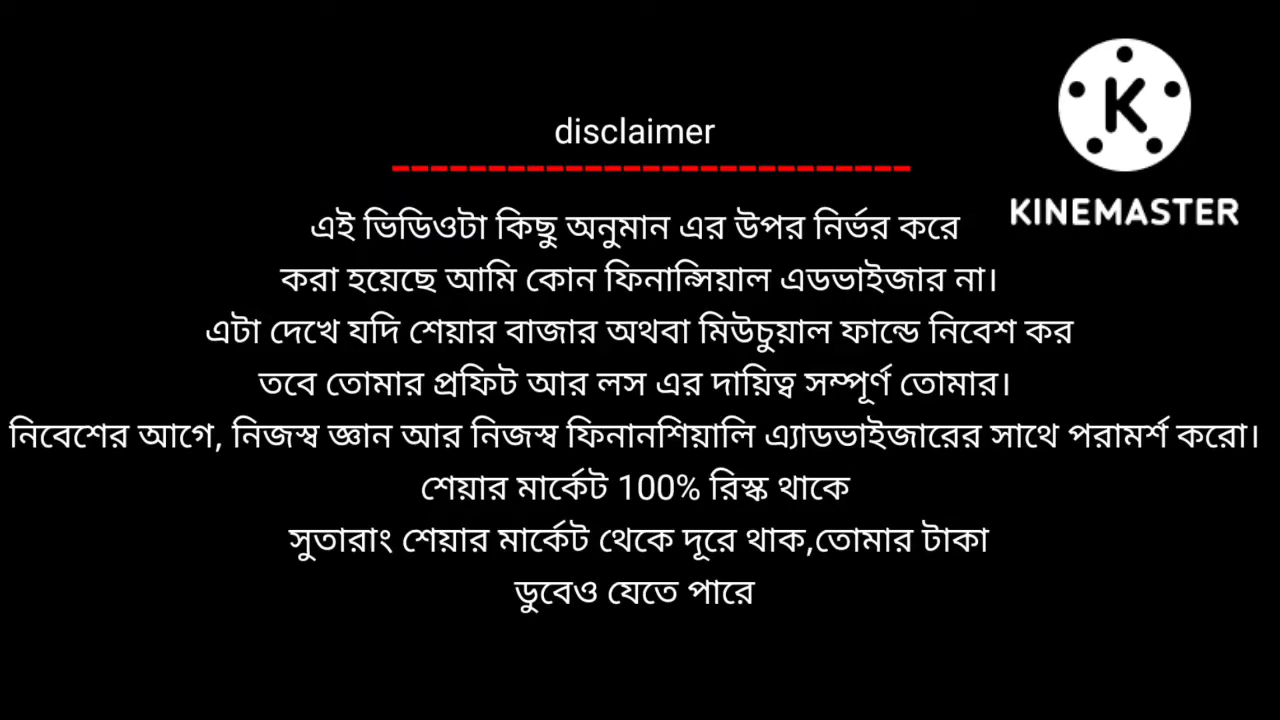 disclaimer
এই ভিডিওটা কিছু অনুমান এর উপর নির্ভর করে
করা হয়েছে আমি কোন ফিনান্সিয়াল এডভাইজার না।
এটা দেখে যদি শেয়ার বাজার অথবা মিউচুয়াল ফান্ডে নিবেশ কর
তবে তোমার প্রফিট আর লস এর দায়িত্ব সম্পূর্ণ তোমার।
নিবেশের আগে, নিজস্ব জ্ঞান আর নিজস্ব ফিনানশিয়ালি এ্যাডভাইজারের সাথে পরামর্শ করো।
শেয়ার মার্কেট 100% রিস্ক থাকে
সুতারাং শেয়ার মার্কেট থেকে দূরে থাক,তোমার টাকা
ডুবেও যেতে পারে
K
KINEMASTER